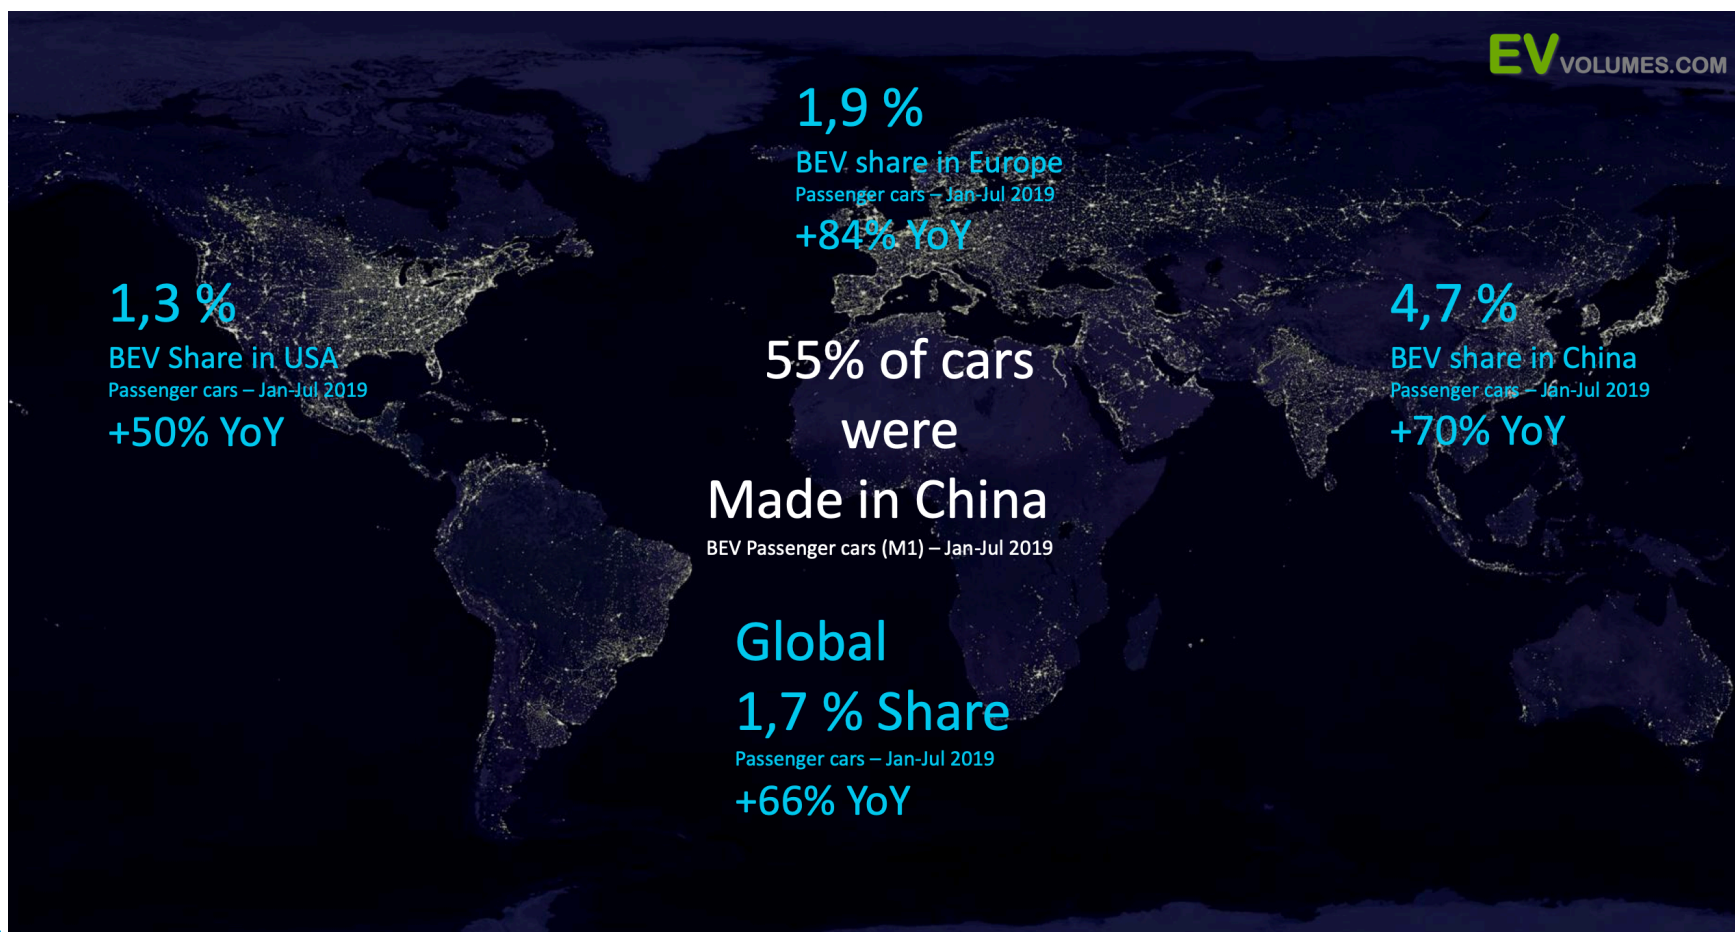 EVVOLUMES.COM
1,9 %
BEV share in Europe
Passenger cars – Jan-Jul 2019
+84% YoY
1,3 %
BEV Share in USA
Passenger cars – Jan-Jul 2019
+50% YoY
4,7 %
BEV share in China
Passenger cars – Jan-Jul 2019
+70% YoY
55% of cars
were
Made in China
BEV Passenger cars (M1) – Jan-Jul 2019
Global
1,7 % Share
Passenger cars – Jan-Jul 2019
+66% YoY